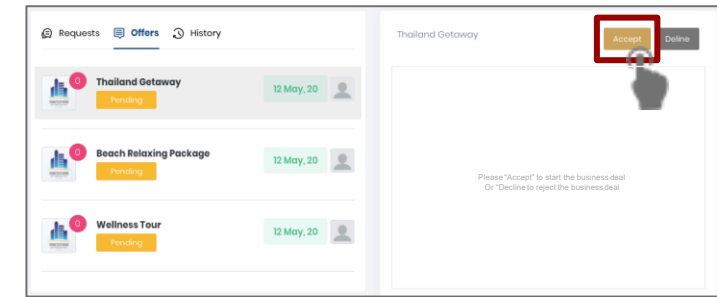 Requests Offers History
Thailand Getaway
Accept
Deline
0
Thailand Getaway
Pending
12 May, 20
0
Beach Relaxing Package
Pending
12 May, 20
0
Wellness Tour
Pending
12 May, 20
Please "Accept" to start the business deal
Or "Decline to reject the business deal